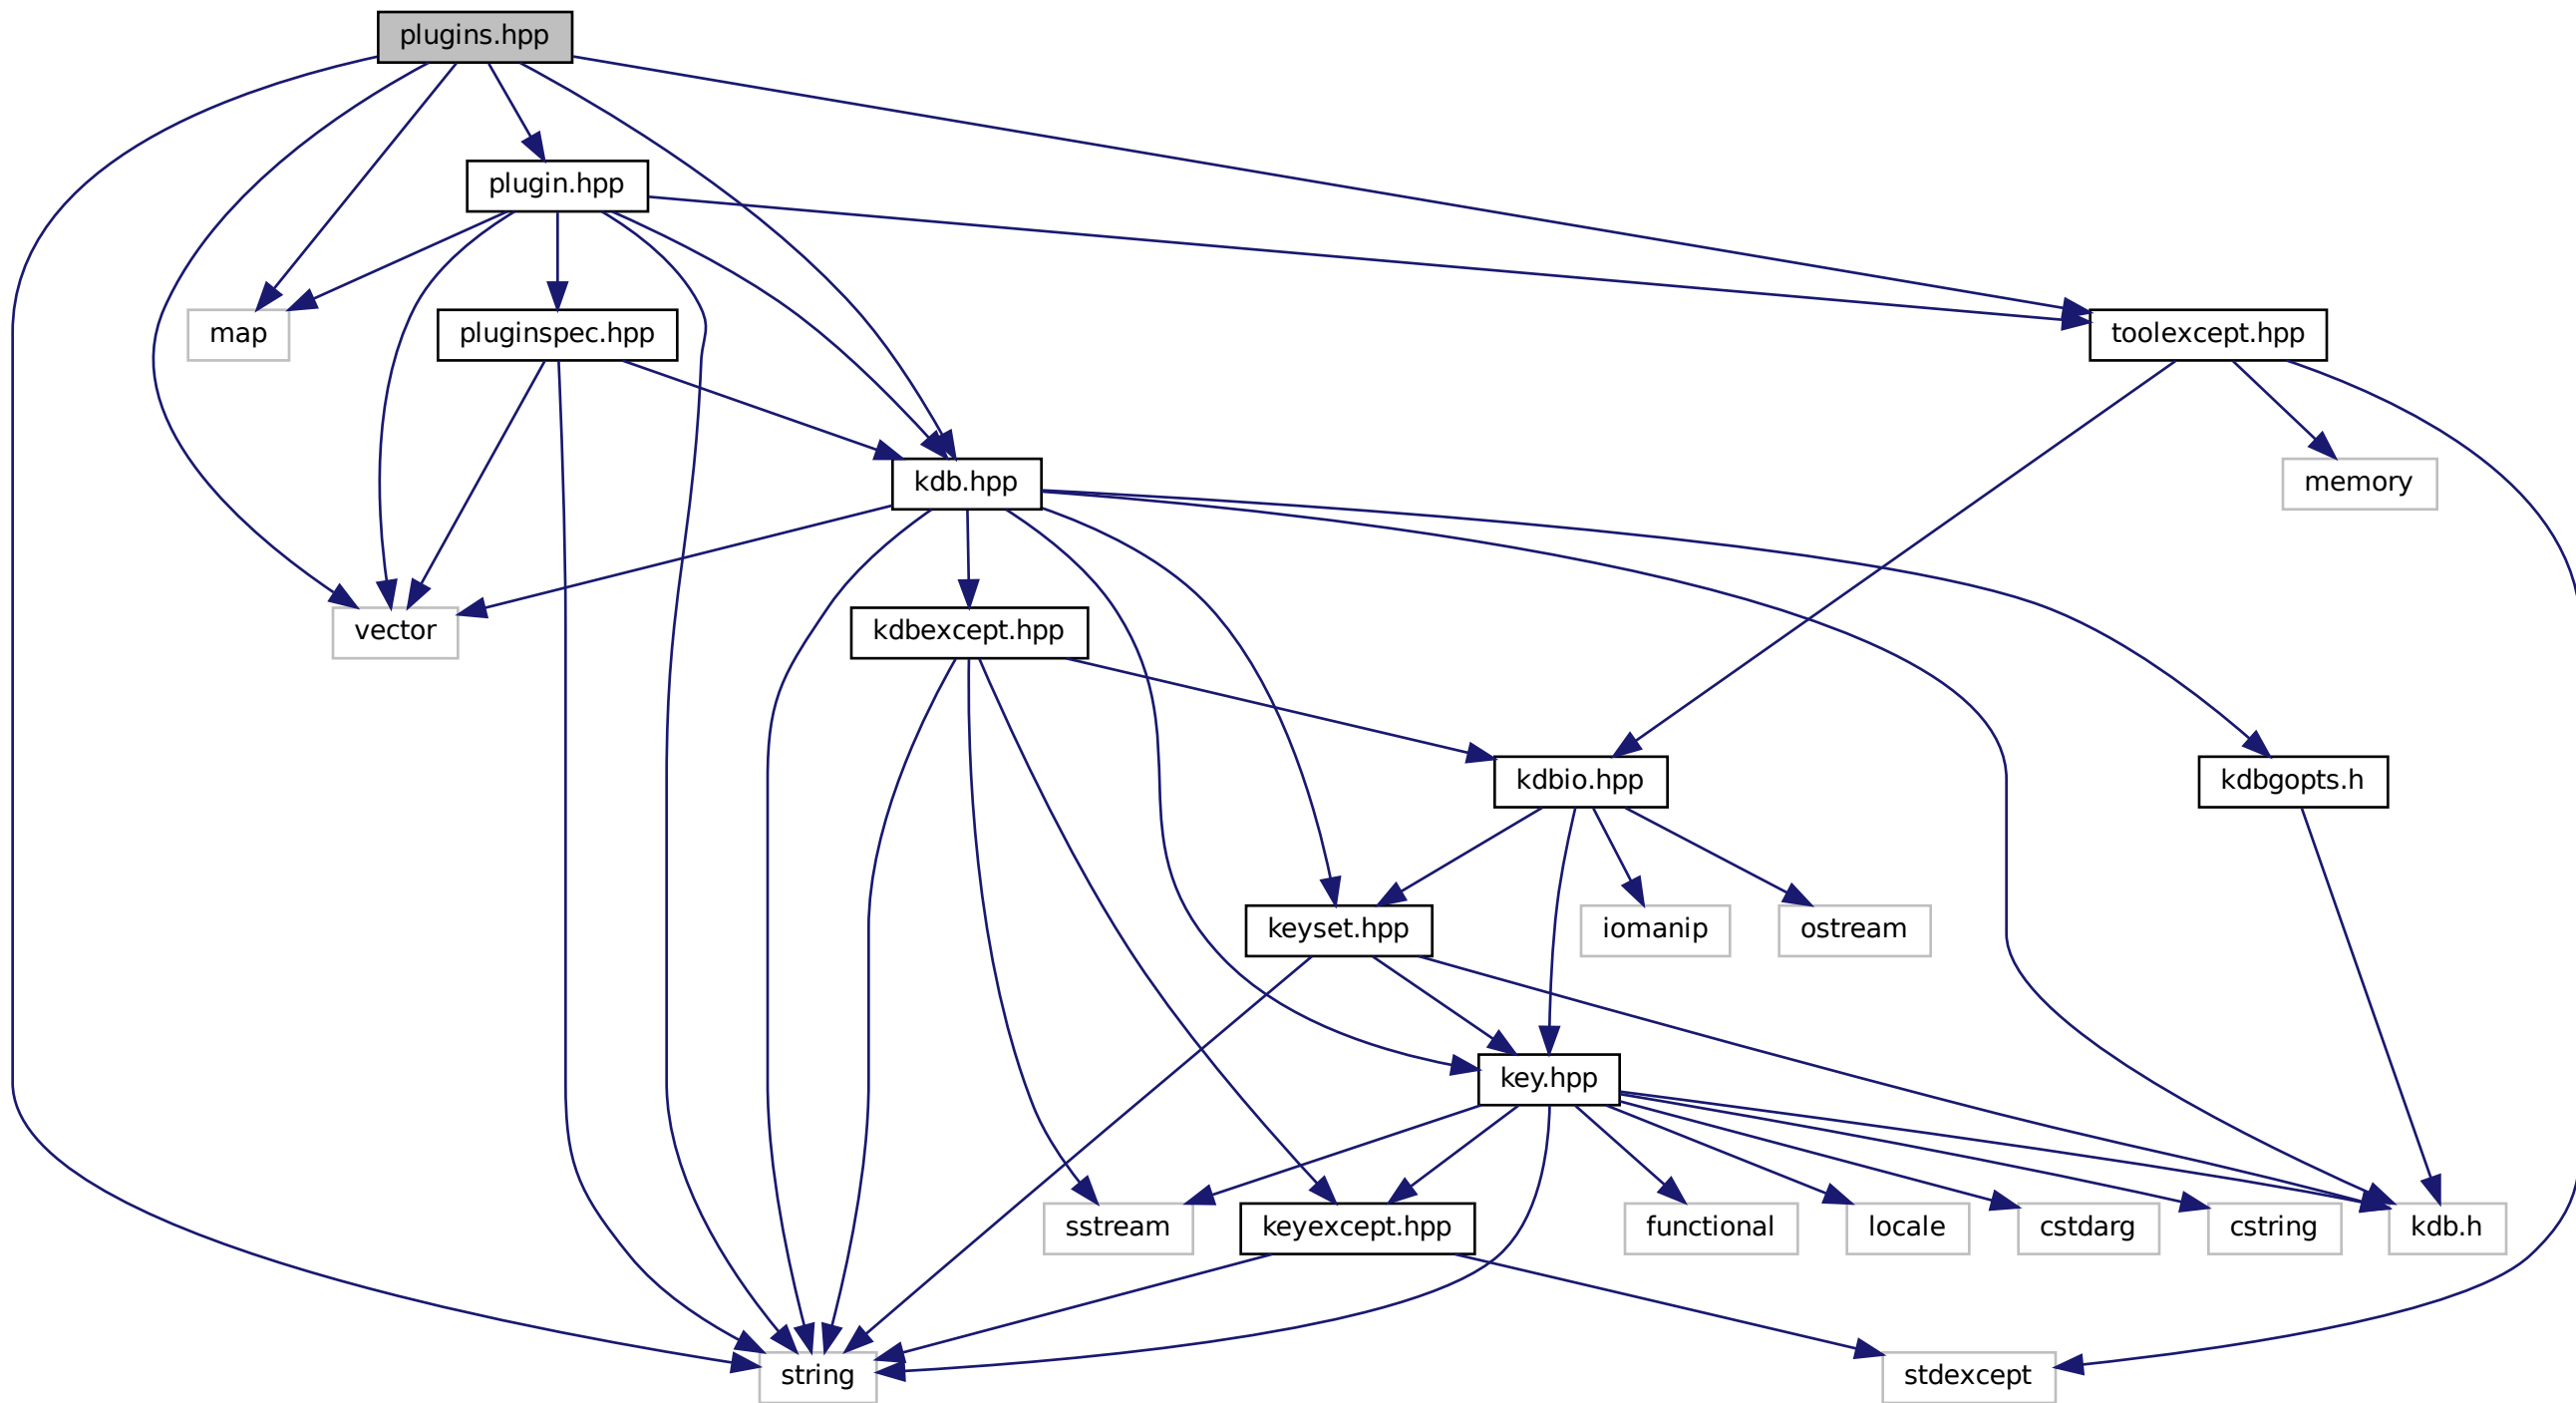 plugins.hpp
plugin.hpp
map
pluginspec.hpp
toolexcept.hpp
kdb.hpp
memory
vector
kdbexcept.hpp
kdbio.hpp
kdbgopts.h
keyset.hpp
iomanip
ostream
key.hpp
sstream
keyexcept.hpp
functional
locale
cstdarg
cstring
kdb.h
string
stdexcept